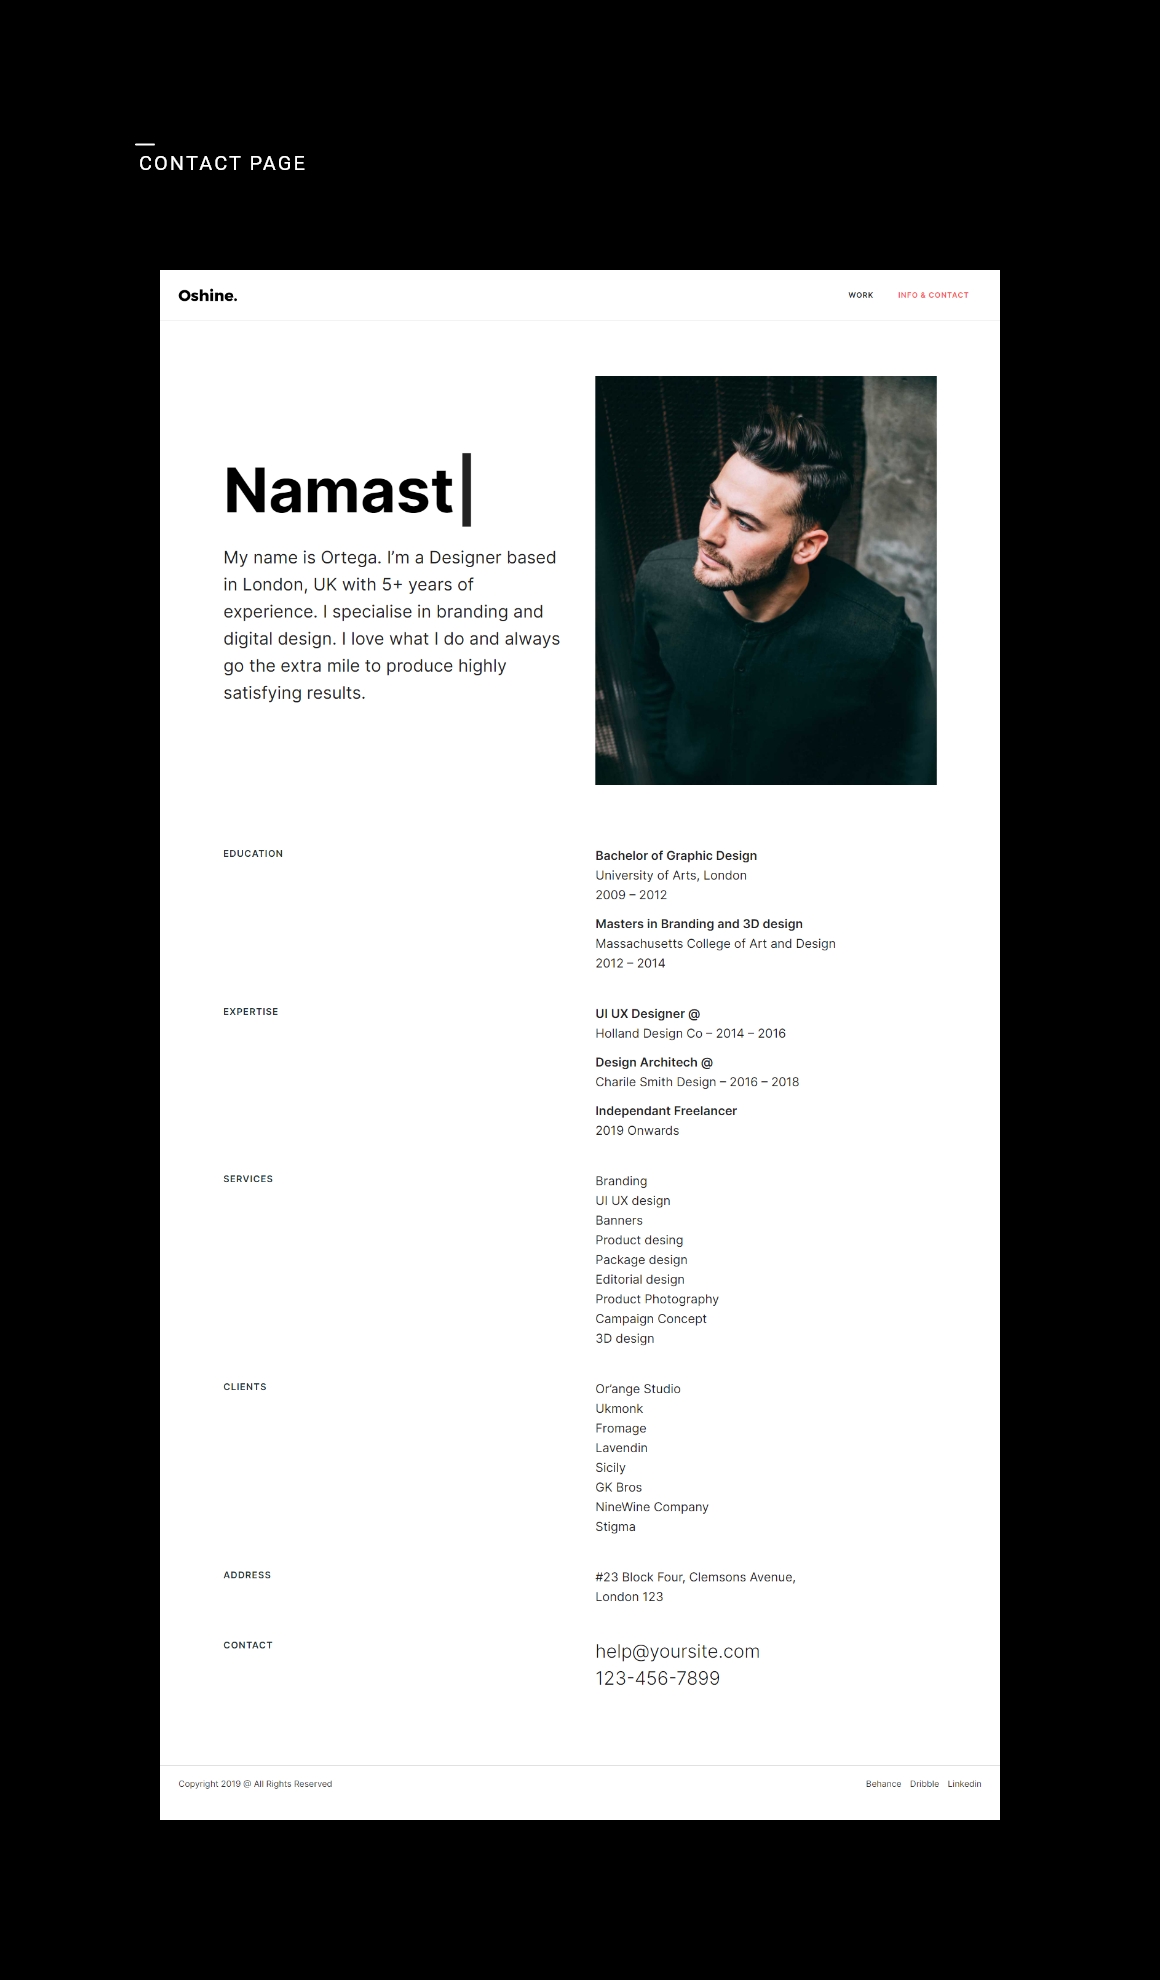 CONTACT PAGE
Oshine.
WORK INFO & CONTACT
Namast
My name is Ortega. I'm a Designer based
in London, UK with 5+ years of
experience. I specialise in branding and
digital design. I love what I do and always
go the extra mile to produce highly
satisfying results.
EDUCATION
Bachelor of Graphic Design
University of Arts, London
2009 – 2012
Masters in Branding and 3D design
Massachusetts College of Art and Design
2012 – 2014
EXPERTISE
UI UX Designer @
Holland Design Co – 2014 – 2016
Design Architech @
Charile Smith Design – 2016 – 2018
Independant Freelancer
2019 Onwards
SERVICES
Branding
UI UX design
Banners
Product desing
Package design
Editorial design
Product Photography
Campaign Concept
3D design
CLIENTS
Or'ange Studio
Ukmonk
Fromage
Lavendin
Sicily
GK Bros
NineWine Company
Stigma
ADDRESS
#23 Block Four, Clemsons Avenue,
London 123
CONTACT
help@yoursite.com
123-456-7899
Copyright 2019 @ All Rights Reserved
Behance Dribble Linkedin